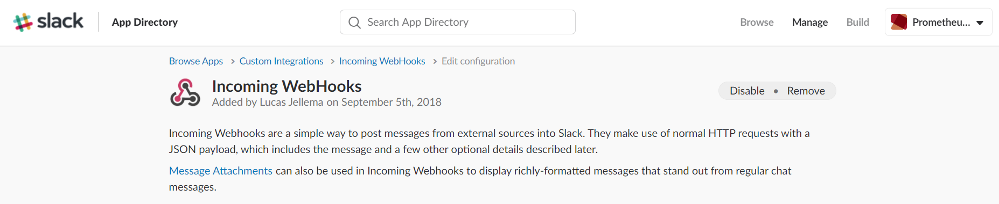 slack App Directory Search App Directory Browse Manage Build Prometheu...
Browse Apps > Custom Integrations > Incoming WebHooks > Edit configuration
Incoming WebHooks
Added by Lucas Jellema on September 5th, 2018
Disable • Remove
Incoming Webhooks are a simple way to post messages from external sources into Slack. They make use of normal HTTP requests with a
JSON payload, which includes the message and a few other optional details described later.
Message Attachments can also be used in Incoming Webhooks to display richly-formatted messages that stand out from regular chat
messages.